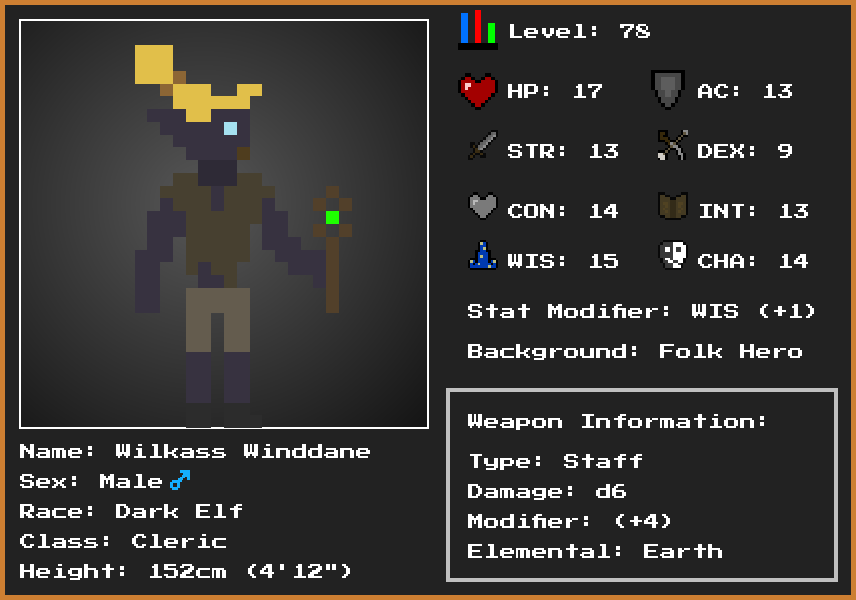 Level: 78
HP: 17 AC: 13
STR: 13 DEX: 9
CON: 14 INT: 13
WIS: 15 CHA: 14
Stat Modifier: WIS (+1)
Background: Folk Hero
Weapon Information:
Type: Staff
Damage: d6
Modifier: (+4)
Elemental: Earth
Name: Wilkass Winddane
Sex: Male♂
Race: Dark Elf
Class: Cleric
Height: 152cm (4'12")